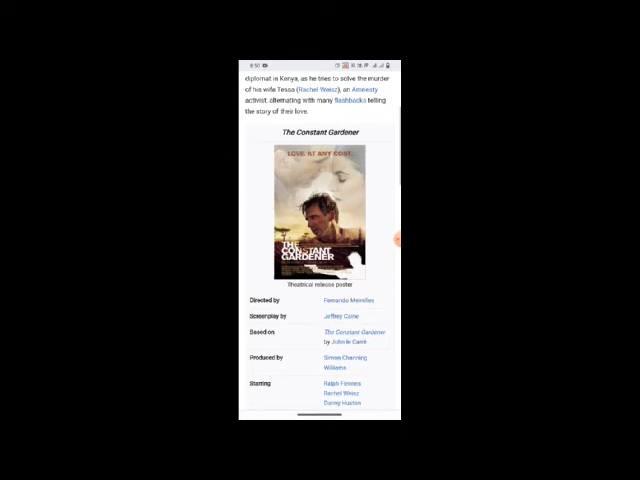 8:50
diplomat in Kenya, as he tries to solve the murder
of his wife Tessa (Rachel Weisz), an Amnesty
activist, alternating with many flashbacks telling
the story of their love.
The Constant Gardener
LOVE. AT ANY COST.
THE
CONSTANT
GARDENER
Theatrical release poster
Directed by Fernando Meirelles
Screenplay by Jeffrey Caine
Based on The Constant Gardener
by John le Carré
Produced by Simon Channing
Williams
Starring Ralph Fiennes
Rachel Weisz
Danny Huston